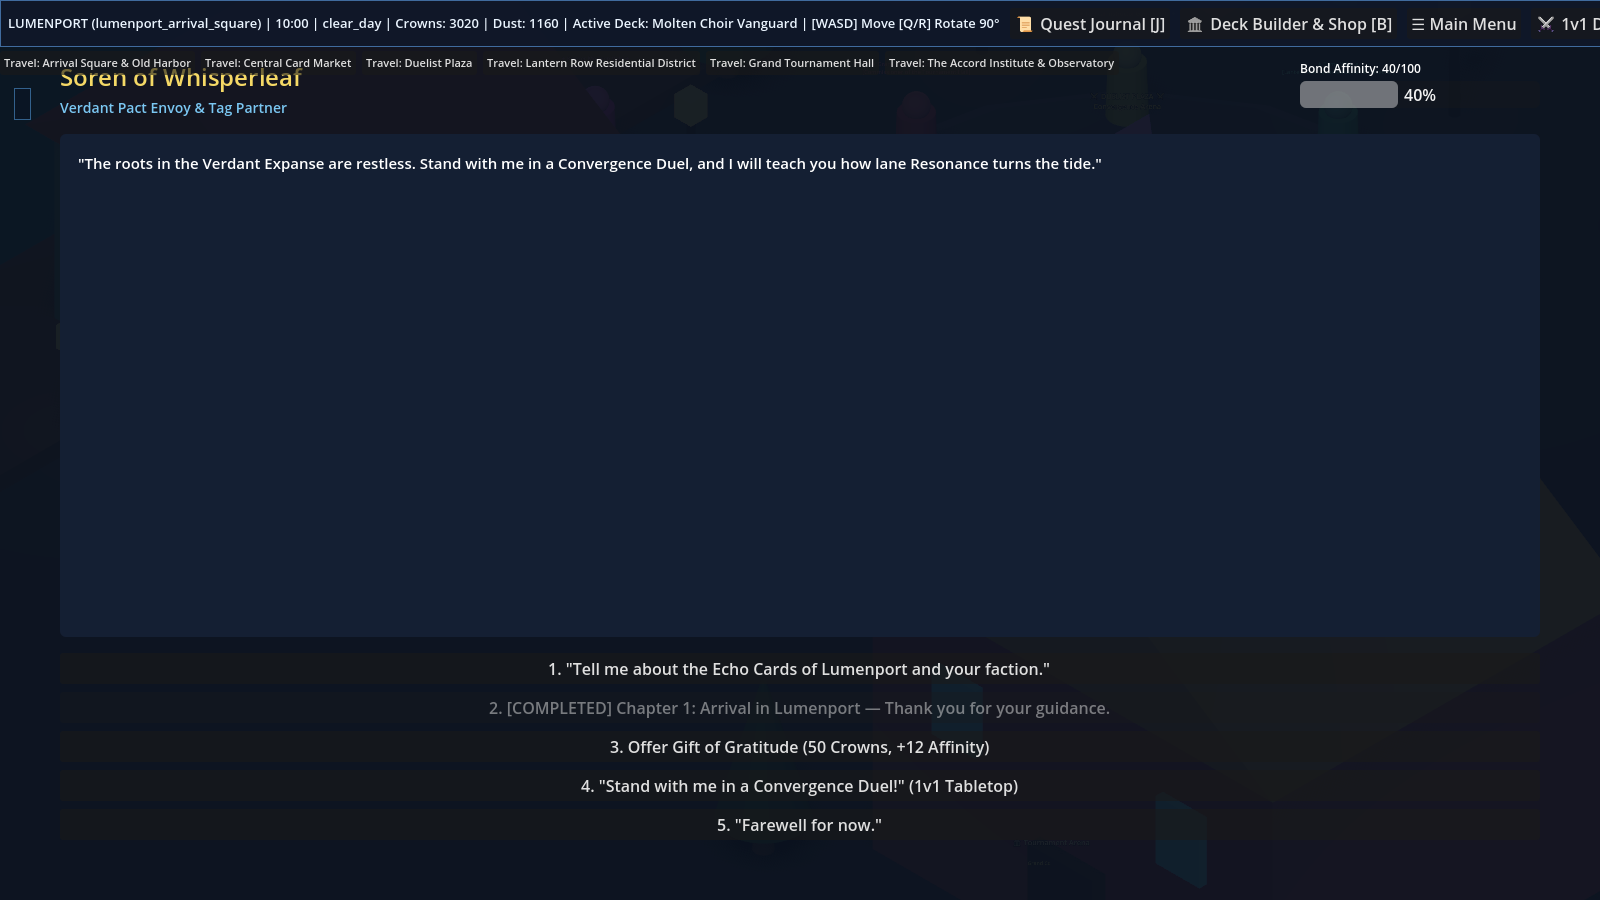 LUMENPORT (lumenport_arrival_square) | 10:00 | clear_day | Crowns: 3020 | Dust: 1160 | Active Deck: Molten Choir Vanguard | [WASD] Move [Q/R] Rotate 90° 📜 Quest Journal [J] 🏛 Deck Builder & Shop [B] ☰ Main Menu ⚔ 1v1 D
Travel: Arrival Square & Old Harbor Travel: Central Card Market Travel: Duelist Plaza Travel: Lantern Row Residential District Travel: Grand Tournament Hall Travel: The Accord Institute & Observatory
Soren of Whisperleaf
Verdant Pact Envoy & Tag Partner
Bond Affinity: 40/100
40%
"The roots in the Verdant Expanse are restless. Stand with me in a Convergence Duel, and I will teach you how lane Resonance turns the tide."
1. "Tell me about the Echo Cards of Lumenport and your faction."
2. [COMPLETED] Chapter 1: Arrival in Lumenport — Thank you for your guidance.
3. Offer Gift of Gratitude (50 Crowns, +12 Affinity)
4. "Stand with me in a Convergence Duel!" (1v1 Tabletop)
5. "Farewell for now."